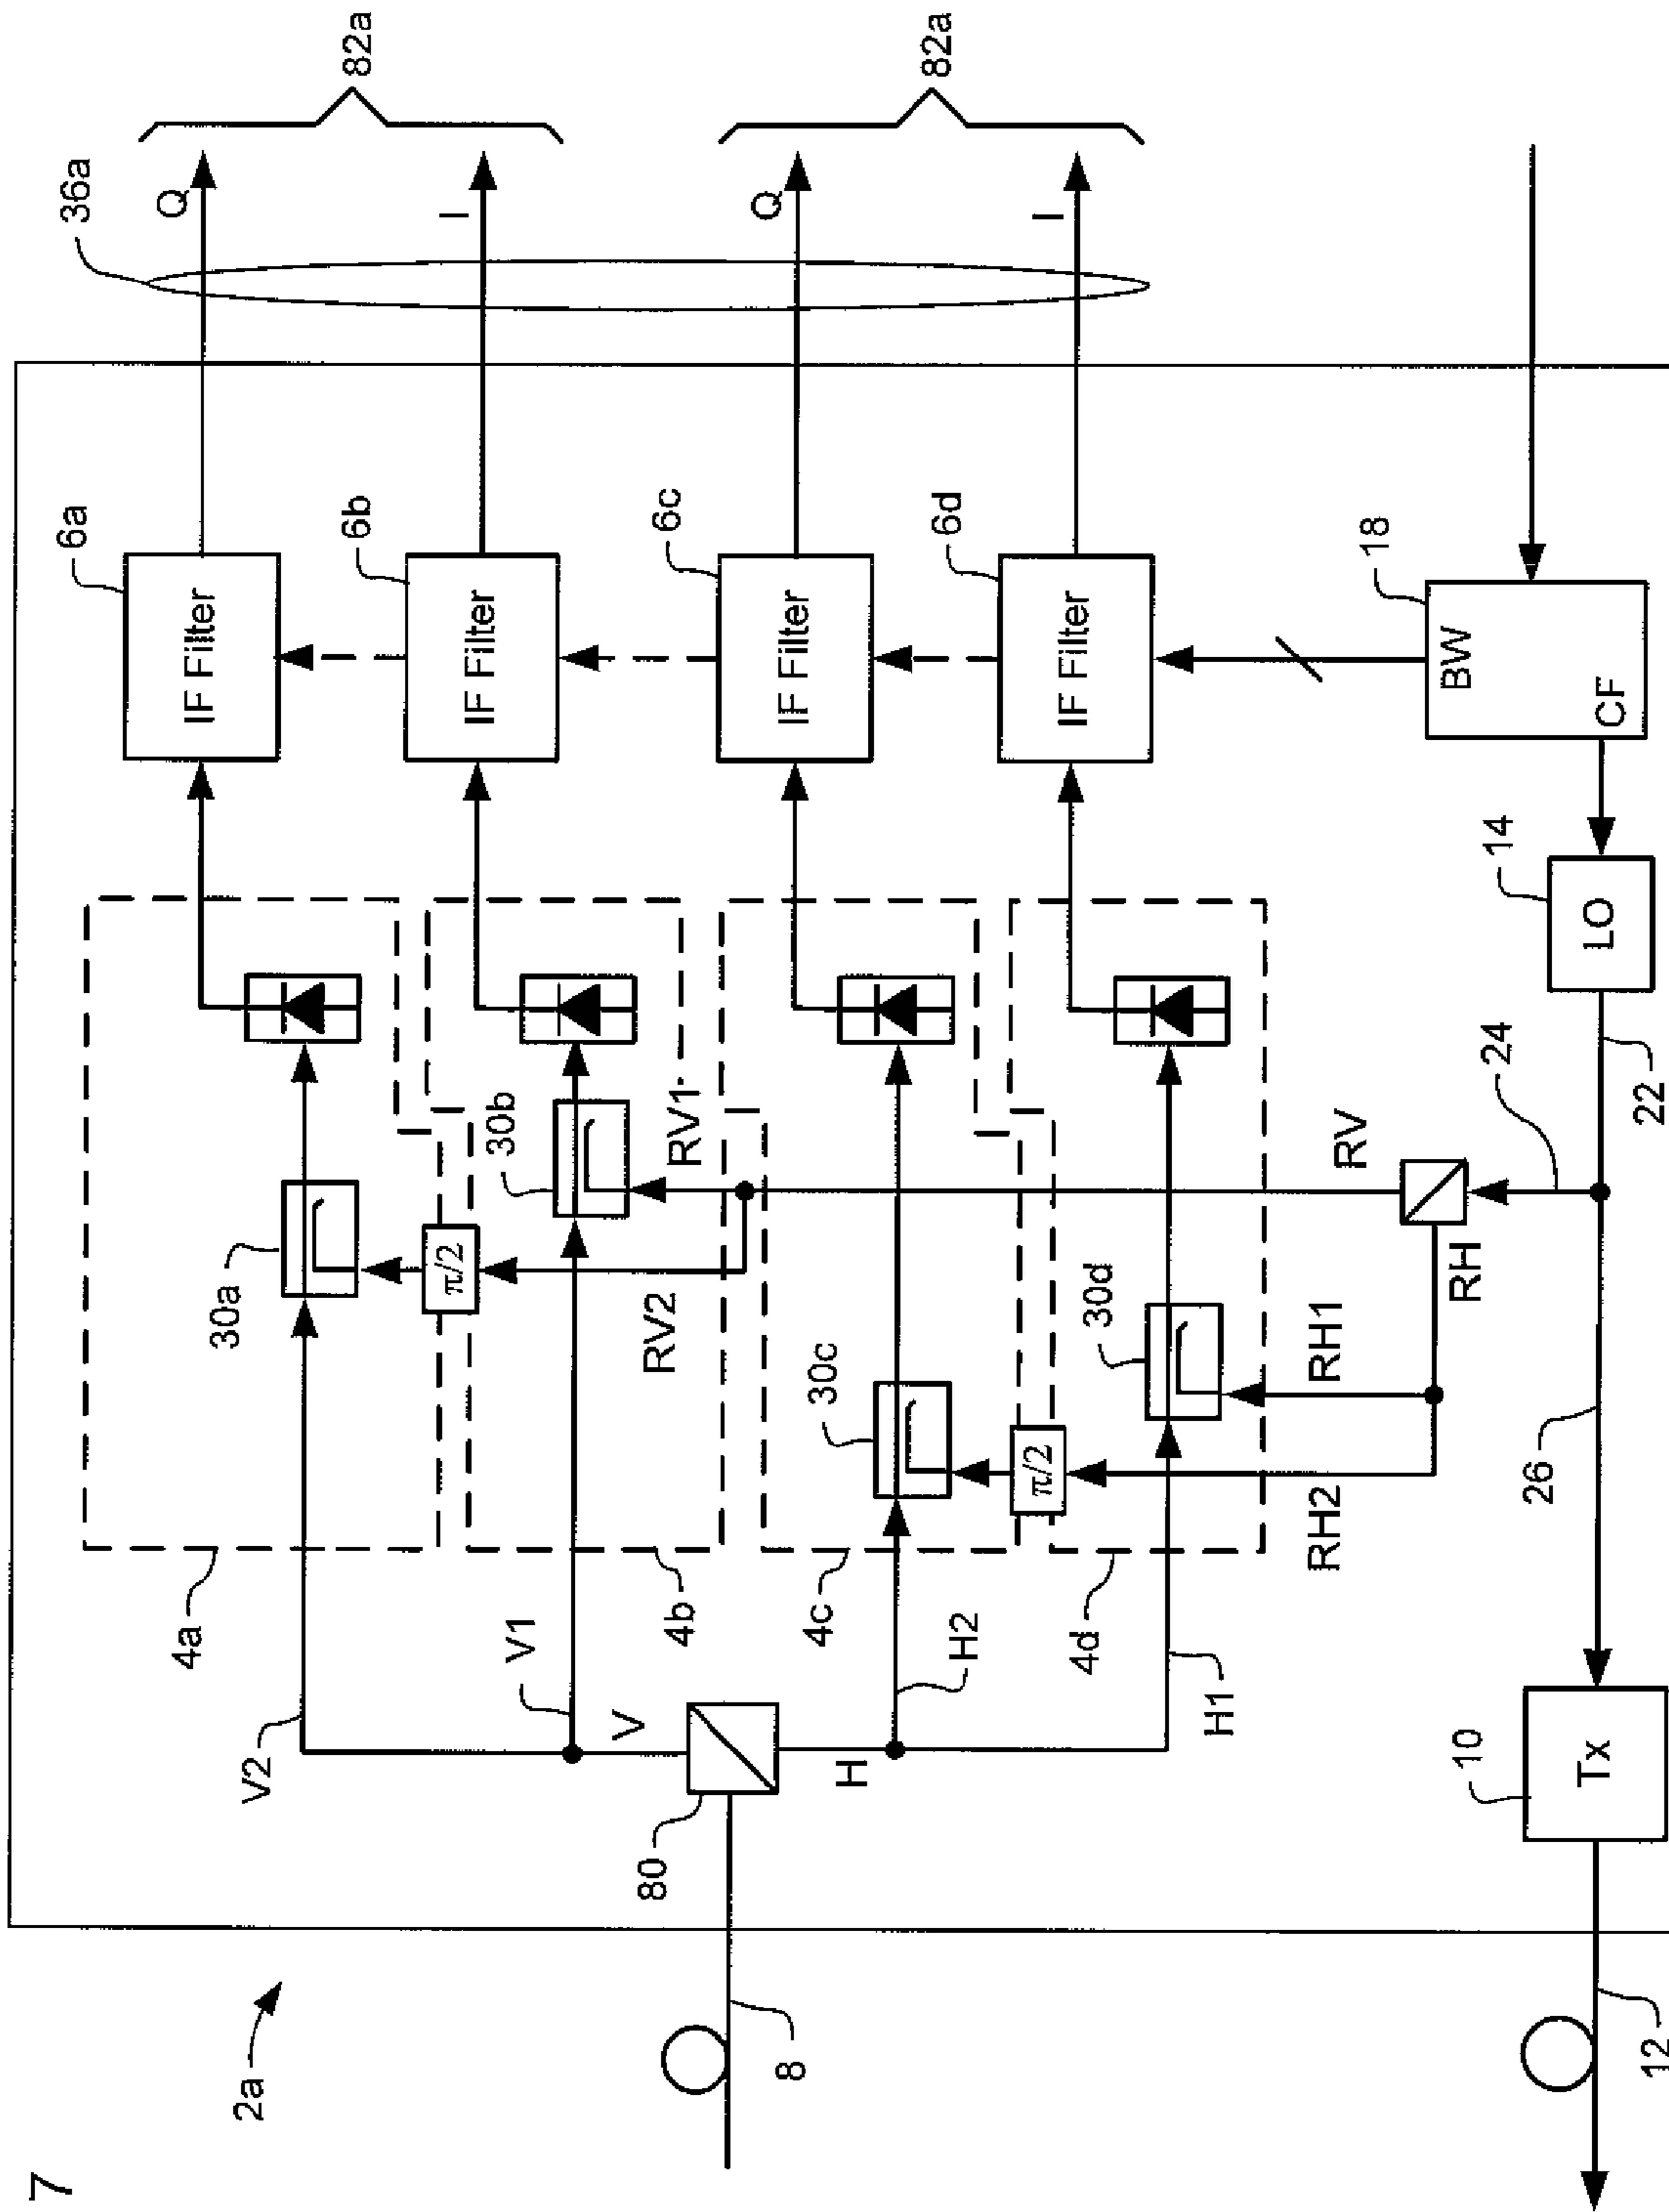 7
2a
36a
82a
82a
Q
I
Q
I
6a
IF Filter
6b
IF Filter
6c
IF Filter
6d
IF Filter
18
BW
CF
14
LO
22
24
26
30a
π/2
30b
RV1
RV2
RV
30c
π/2
30d
RH1
RH2
RH
4a
4b
4c
4d
V2
V1
V
H
H2
H1
80
8
10
Tx
12